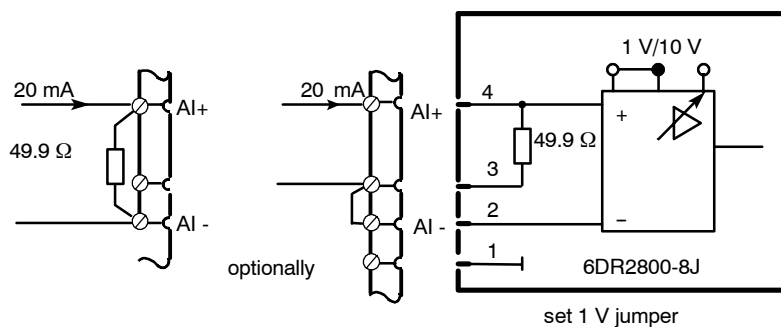 20 mA
AI+
49.9 Ω
AI -
optionally
20 mA
AI+
AI -
4
3
2
1
49.9 Ω
1 V/10 V
+
−
6DR2800-8J
set 1 V jumper